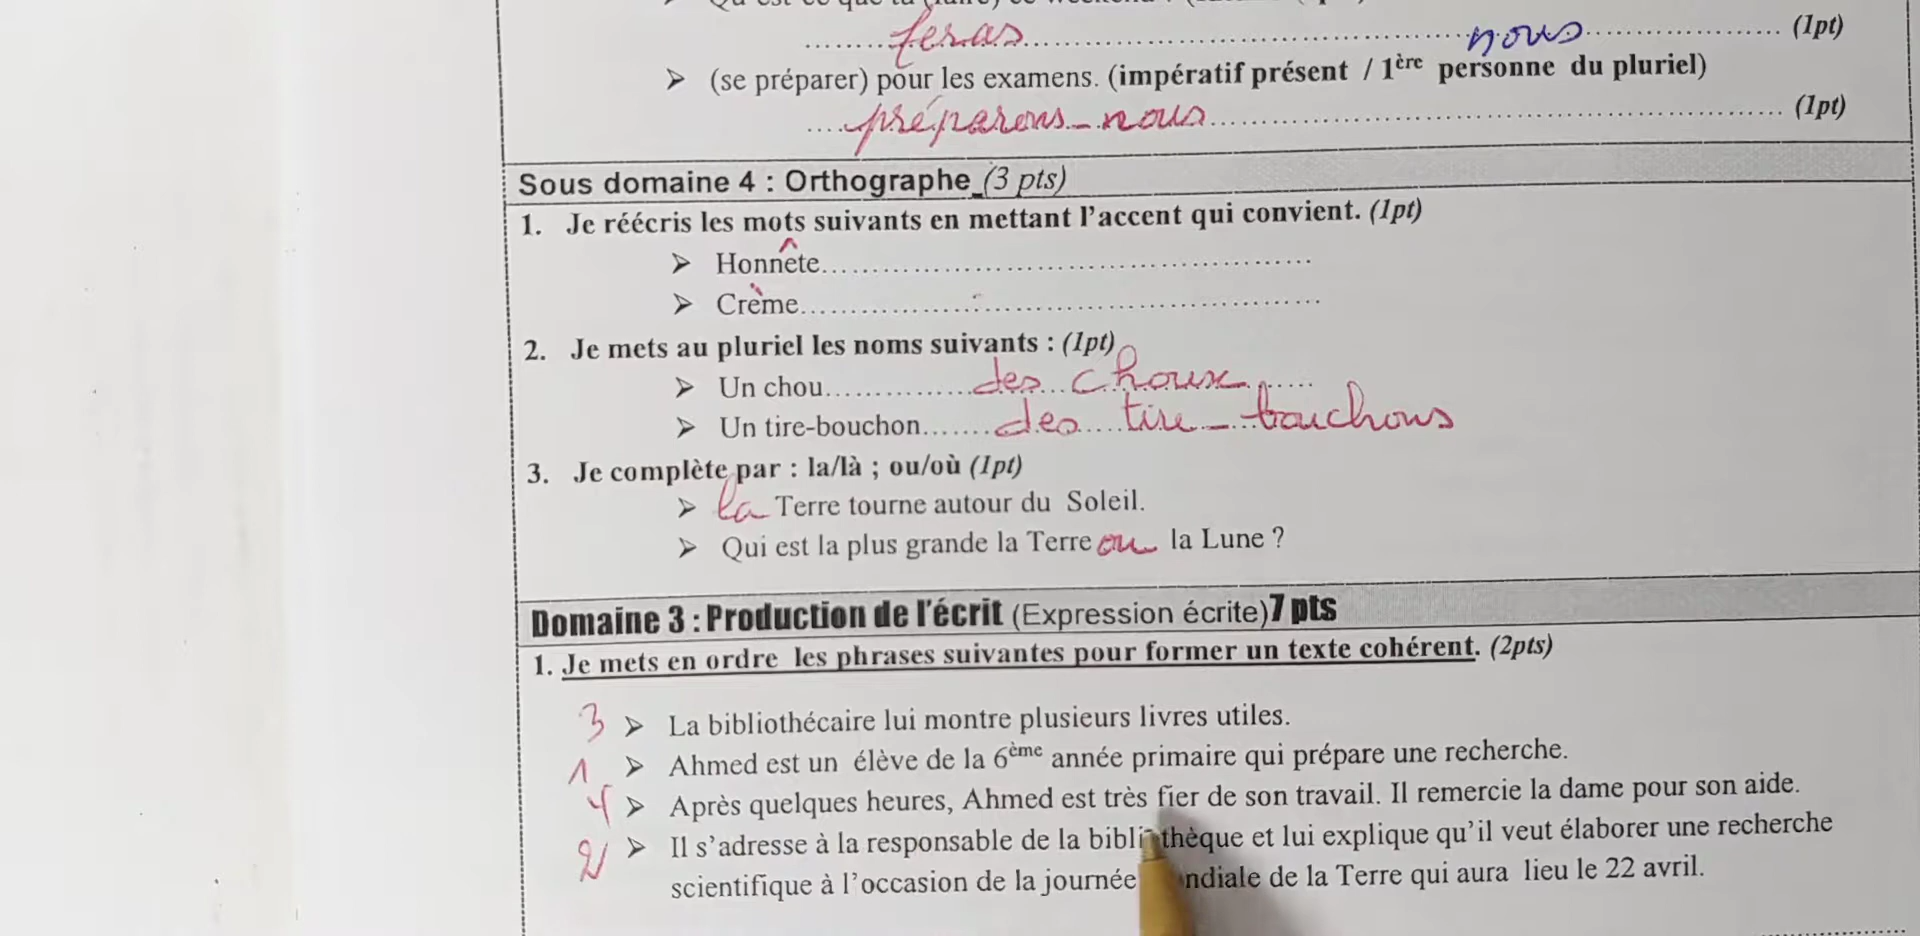 feras nous (1pt)
➤ (se préparer) pour les examens. (impératif présent / 1ère personne du pluriel)
préparons-nous (1pt)
Sous domaine 4 : Orthographe (3 pts)
1. Je réécris les mots suivants en mettant l'accent qui convient. (1pt)
➤ Honnête
➤ Crème
2. Je mets au pluriel les noms suivants : (1pt)
➤ Un chou des choux
➤ Un tire-bouchon des tire-bouchons
3. Je complète par : la/là ; ou/où (1pt)
➤ la Terre tourne autour du Soleil.
➤ Qui est la plus grande la Terre ou la Lune ?
Domaine 3 : Production de l'écrit (Expression écrite)7 pts
1. Je mets en ordre les phrases suivantes pour former un texte cohérent. (2pts)
3 ➤ La bibliothécaire lui montre plusieurs livres utiles.
1 ➤ Ahmed est un élève de la 6ème année primaire qui prépare une recherche.
4 ➤ Après quelques heures, Ahmed est très fier de son travail. Il remercie la dame pour son aide.
2 ➤ Il s'adresse à la responsable de la bibliothèque et lui explique qu'il veut élaborer une recherche
scientifique à l'occasion de la journée mondiale de la Terre qui aura lieu le 22 avril.